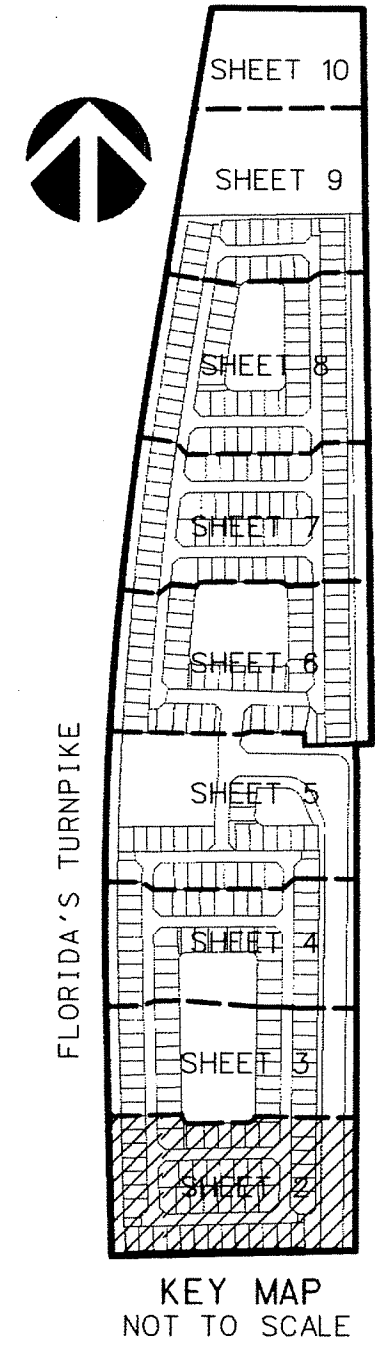 SHEET 10
SHEET 9
SHEET 8
SHEET 7
SHEET 6
FLORIDA'S TURNPIKE
SHEET 5
SHEET 4
SHEET 3
SHEET 2
KEY MAP
NOT TO SCALE